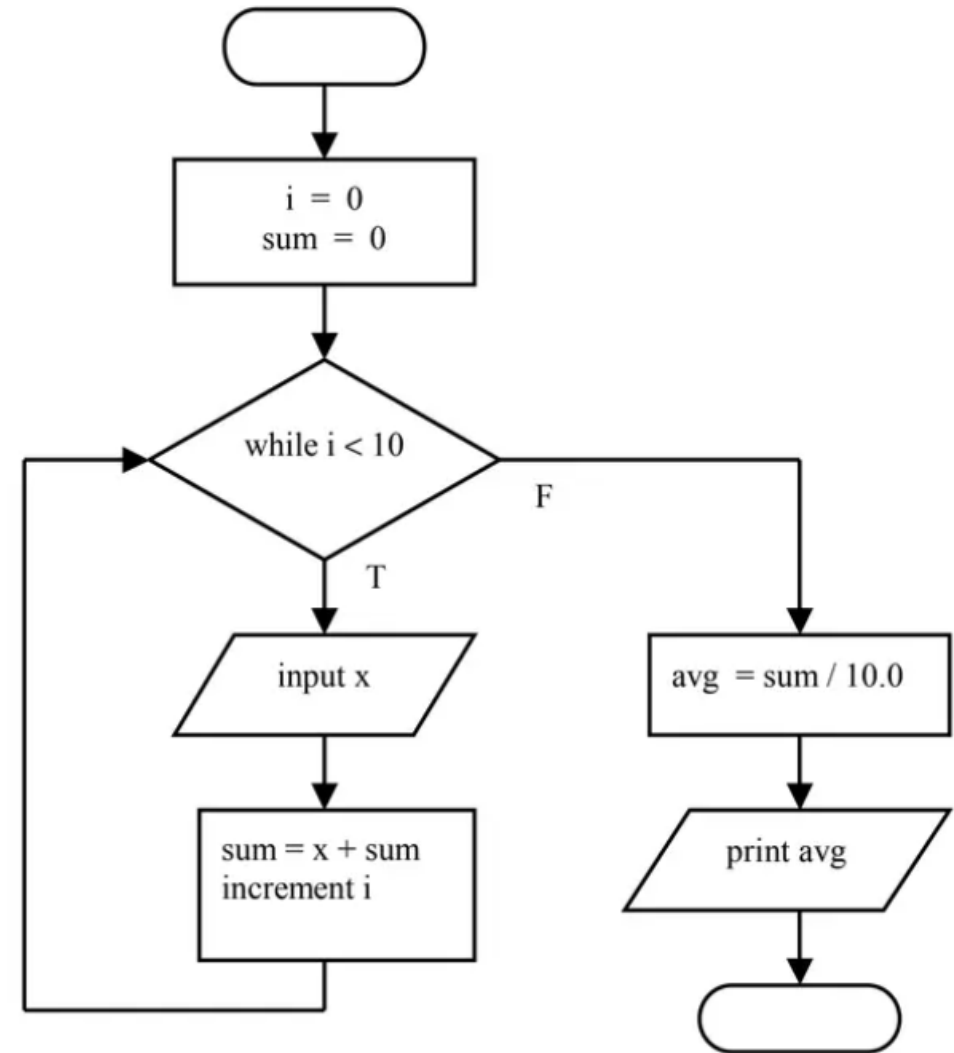 i = 0
sum = 0
while i < 10
F
T
input x
sum = x + sum
increment i
avg = sum / 10.0
print avg